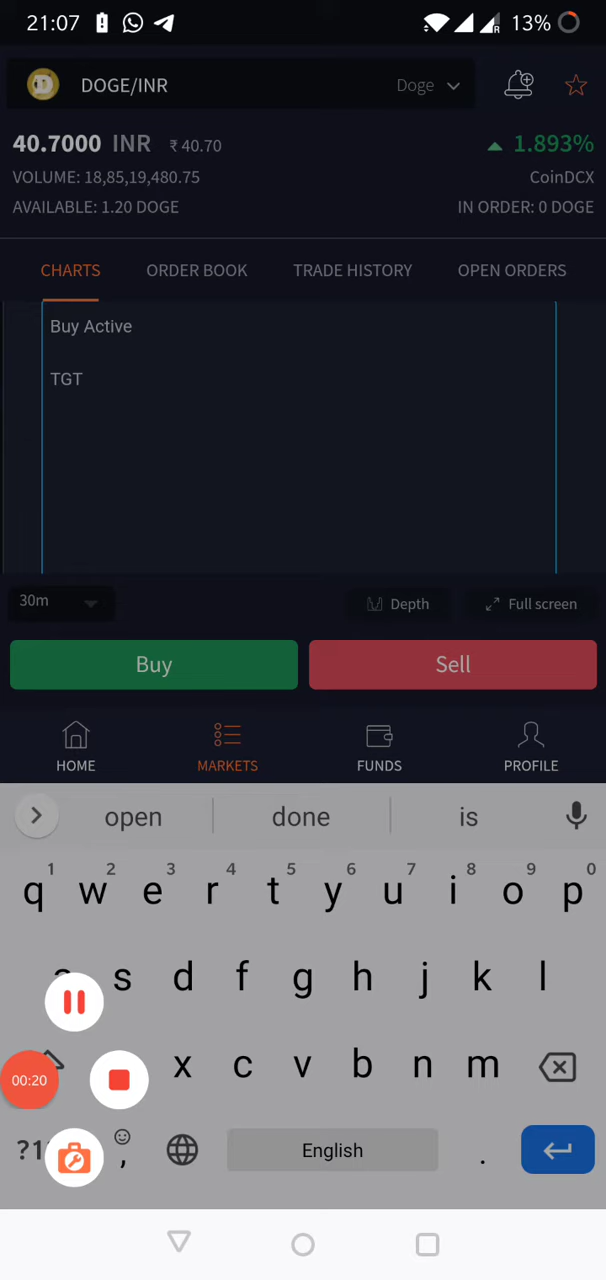 21:07 13%
DOGE/INR Doge
40.7000 INR ₹ 40.70 1.893%
VOLUME: 18,85,19,480.75 CoinDCX
AVAILABLE: 1.20 DOGE IN ORDER: 0 DOGE
CHARTS ORDER BOOK TRADE HISTORY OPEN ORDERS
Buy Active
TGT
30m Depth Full screen
Buy Sell
HOME MARKETS FUNDS PROFILE
open done is
1 2 3 4 5 6 7 8 9 0
q w e r t y u i o p
s d f g h j k l
x c v b n m
00:20
?1 , English .